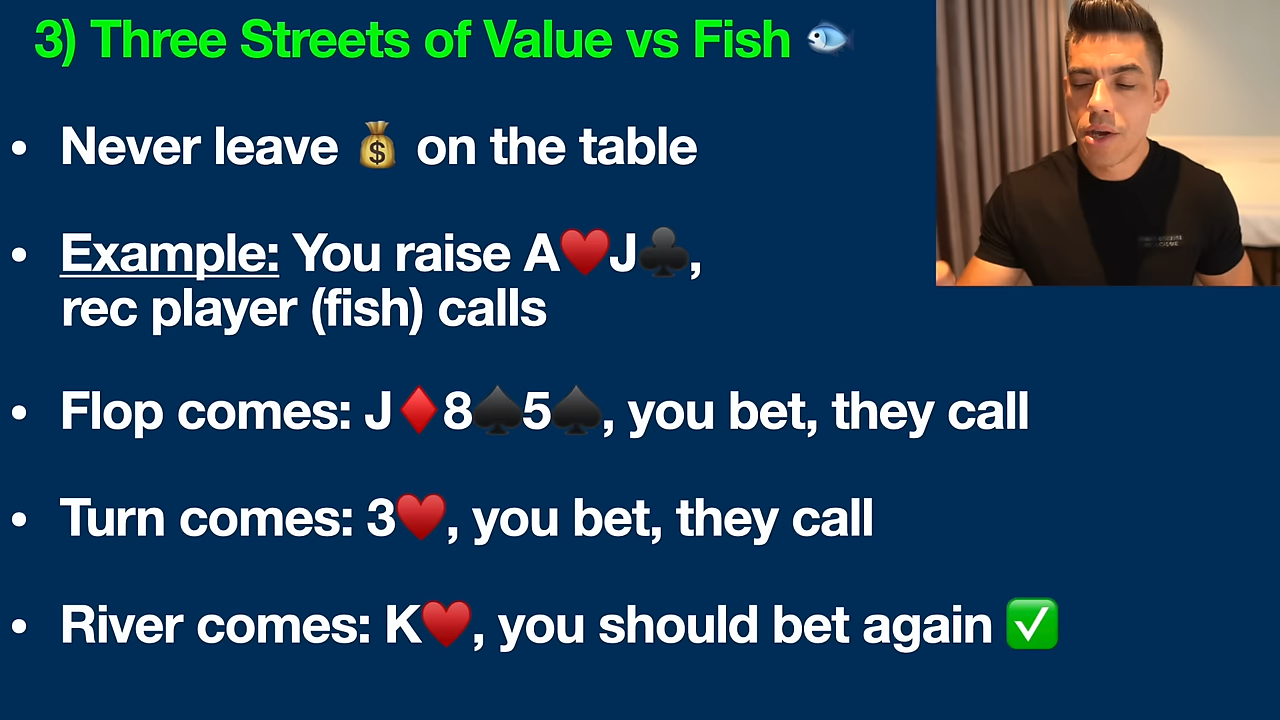 3) Three Streets of Value vs Fish 🐟
• Never leave 💰 on the table
• Example: You raise A♥️J♣️,
rec player (fish) calls
• Flop comes: J♦️8♠️5♠️, you bet, they call
• Turn comes: 3♥️, you bet, they call
• River comes: K♥️, you should bet again ✅